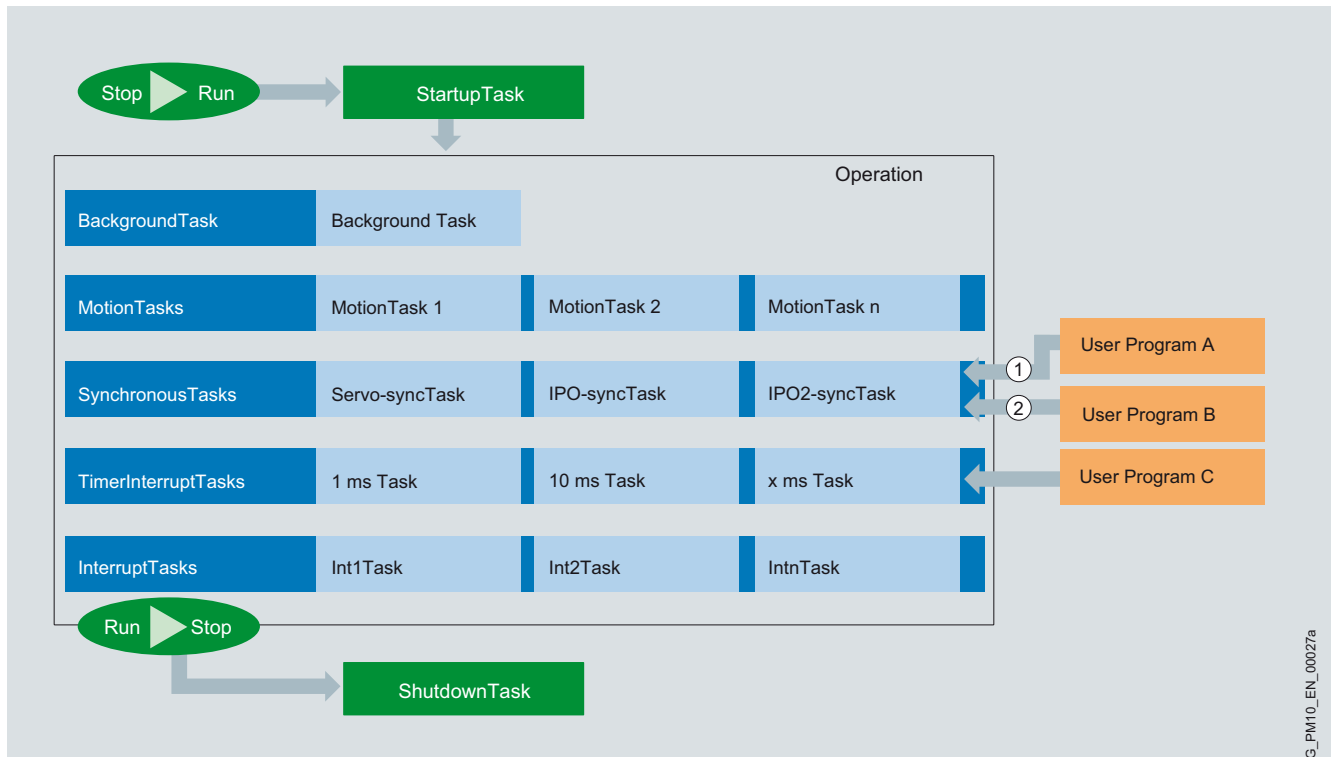 Stop Run
StartupTask
Operation
BackgroundTask
Background Task
MotionTasks
MotionTask 1
MotionTask 2
MotionTask n
User Program A
1
SynchronousTasks
Servo-syncTask
IPO-syncTask
IPO2-syncTask
2
User Program B
TimerInterruptTasks
1 ms Task
10 ms Task
x ms Task
User Program C
InterruptTasks
Int1Task
Int2Task
IntnTask
Run Stop
ShutdownTask
G_PM10_EN_00027a